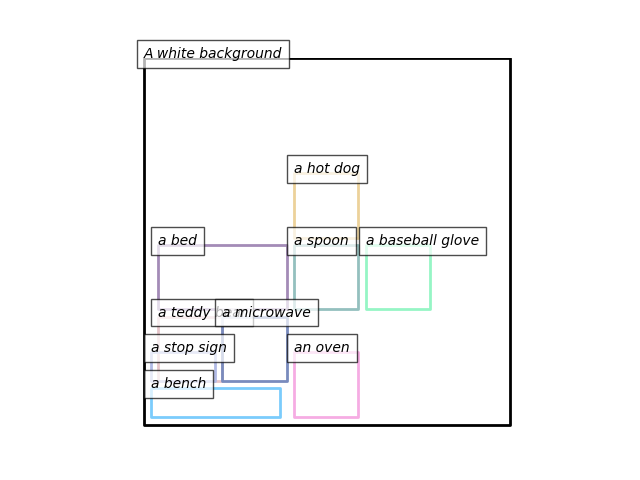 A white background
a hot dog
a bed
a spoon
a baseball glove
a teddy bear
a microwave
a stop sign
an oven
a bench